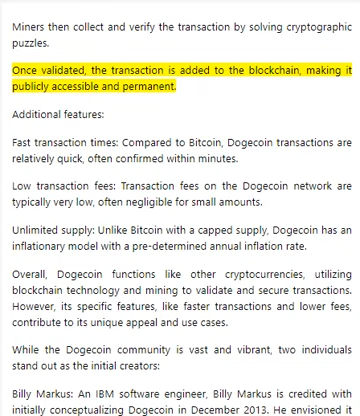 Miners then collect and verify the transaction by solving cryptographic
puzzles.
Once validated, the transaction is added to the blockchain, making it
publicly accessible and permanent.
Additional features:
Fast transaction times: Compared to Bitcoin, Dogecoin transactions are
relatively quick, often confirmed within minutes.
Low transaction fees: Transaction fees on the Dogecoin network are
typically very low, often negligible for small amounts.
Unlimited supply: Unlike Bitcoin with a capped supply, Dogecoin has an
inflationary model with a pre-determined annual inflation rate.
Overall, Dogecoin functions like other cryptocurrencies, utilizing
blockchain technology and mining to validate and secure transactions.
However, its specific features, like faster transactions and lower fees,
contribute to its unique appeal and use cases.
While the Dogecoin community is vast and vibrant, two individuals
stand out as the initial creators:
Billy Markus: An IBM software engineer, Billy Markus is credited with
initially conceptualizing Dogecoin in December 2013. He envisioned it